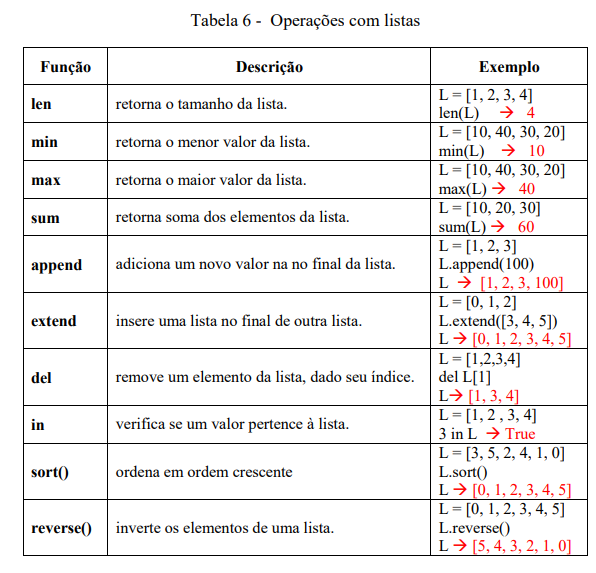 Tabela 6 - Operações com listas
Função Descrição Exemplo
len retorna o tamanho da lista. L = [1, 2, 3, 4]
len(L) → 4
min retorna o menor valor da lista. L = [10, 40, 30, 20]
min(L) → 10
max retorna o maior valor da lista. L = [10, 40, 30, 20]
max(L) → 40
sum retorna soma dos elementos da lista. L = [10, 20, 30]
sum(L) → 60
append adiciona um novo valor na no final da lista. L = [1, 2, 3]
L.append(100)
L → [1, 2, 3, 100]
extend insere uma lista no final de outra lista. L = [0, 1, 2]
L.extend([3, 4, 5])
L → [0, 1, 2, 3, 4, 5]
del remove um elemento da lista, dado seu índice. L = [1,2,3,4]
del L[1]
L→ [1, 3, 4]
in verifica se um valor pertence à lista. L = [1, 2 , 3, 4]
3 in L → True
sort() ordena em ordem crescente L = [3, 5, 2, 4, 1, 0]
L.sort()
L → [0, 1, 2, 3, 4, 5]
reverse() inverte os elementos de uma lista. L = [0, 1, 2, 3, 4, 5]
L.reverse()
L → [5, 4, 3, 2, 1, 0]